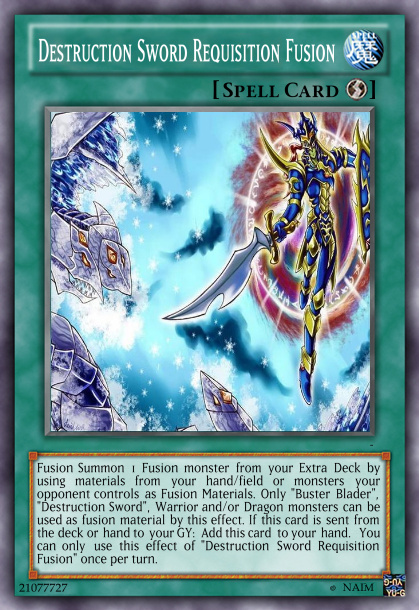 DESTRUCTION SWORD REQUISITION FUSION 魔
[SPELL CARD]
Fusion Summon 1 Fusion monster from your Extra Deck by
using materials from your hand/field or monsters your
opponent controls as Fusion Materials. Only "Buster Blader",
"Destruction Sword", Warrior and/or Dragon monsters can be
used as fusion material by this effect. If this card is sent from
the deck or hand to your GY: Add this card to your hand. You
can only use this effect of "Destruction Sword Requisition
Fusion" once per turn.
21077727
® NAIM